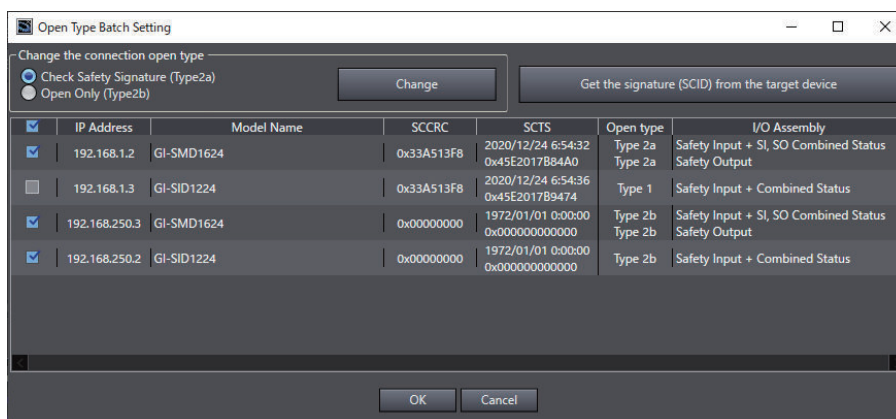 Open Type Batch Setting
Change the connection open type
Check Safety Signature (Type2a)
Open Only (Type2b)
Change
Get the signature (SCID) from the target device
IP Address Model Name SCCRC SCTS Open type I/O Assembly
192.168.1.2 GI-SMD1624 0x33A513F8 2020/12/24 6:54:32 Type 2a Safety Input + SI, SO Combined Status
0x45E2017B84A0 Type 2a Safety Output
192.168.1.3 GI-SID1224 0x33A513F8 2020/12/24 6:54:36 Type 1 Safety Input + Combined Status
0x45E2017B9474
192.168.250.3 GI-SMD1624 0x00000000 1972/01/01 0:00:00 Type 2b Safety Input + SI, SO Combined Status
0x000000000000 Type 2b Safety Output
192.168.250.2 GI-SID1224 0x00000000 1972/01/01 0:00:00 Type 2b Safety Input + Combined Status
0x000000000000
OK Cancel